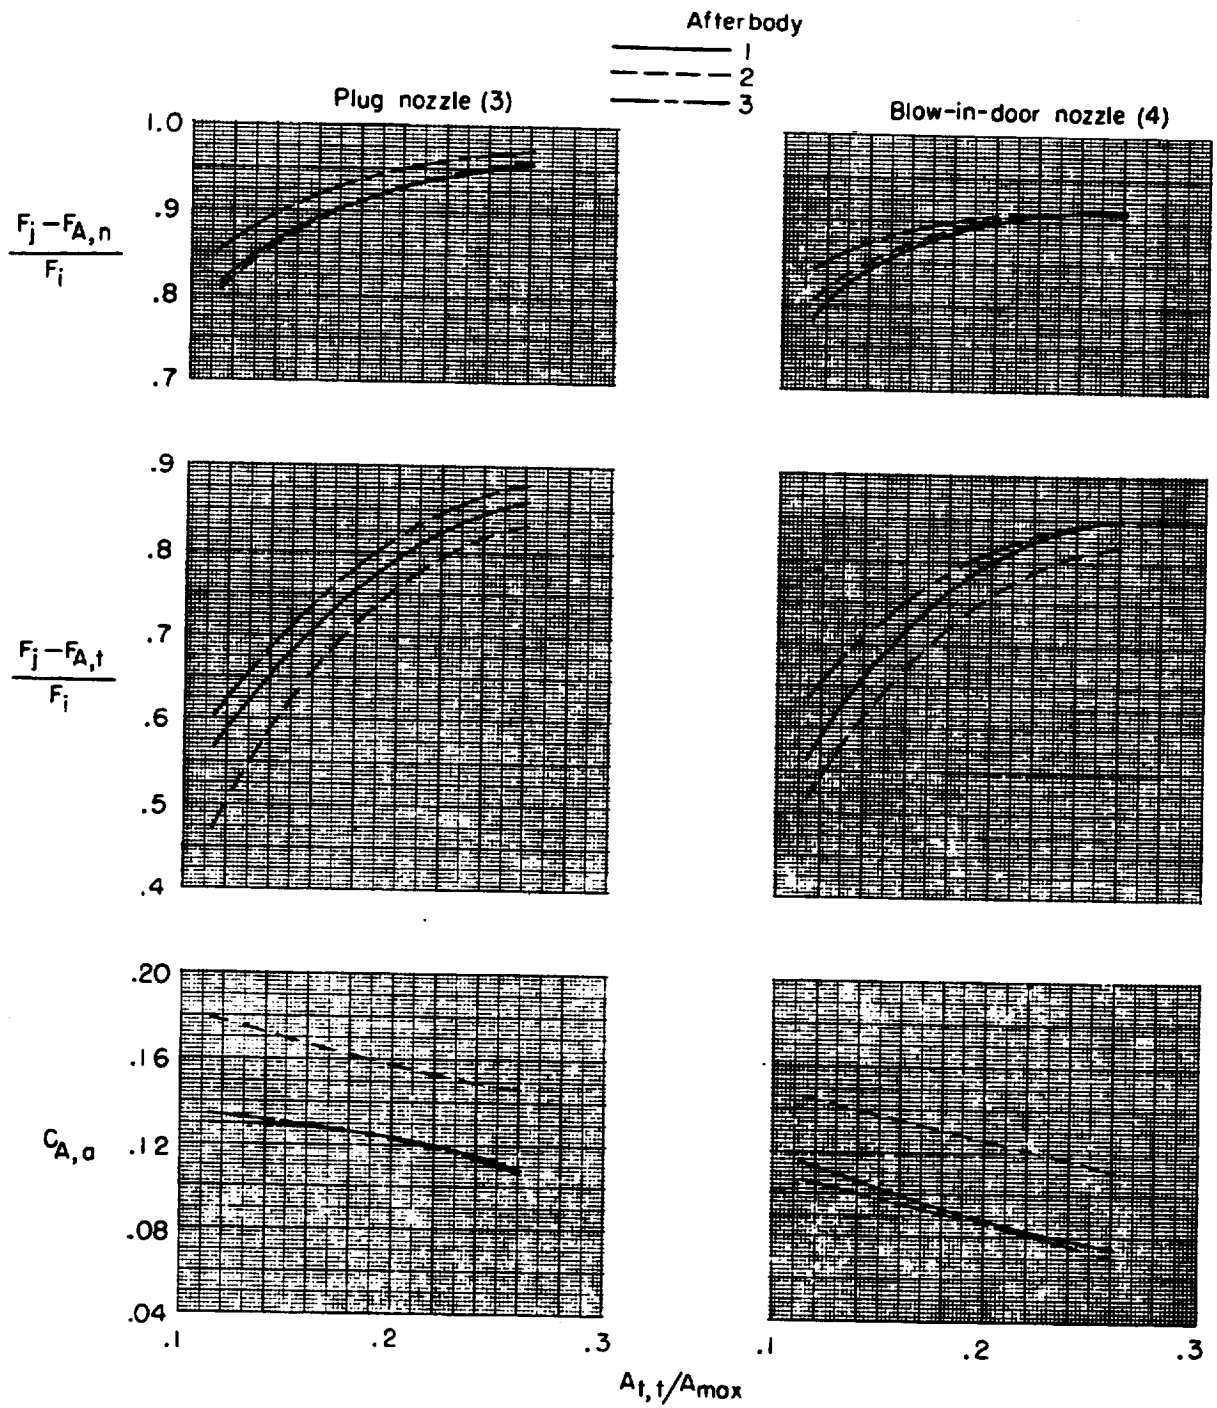 Afterbody
1
2
3
Plug nozzle (3)
Blow-in-door nozzle (4)
1.0
.9
.8
.7
Fj – FA,n
Fi
.9
.8
.7
.6
.5
.4
Fj – FA,t
Fi
.20
.16
.12
.08
.04
CA,a
.1 .2 .3
.1 .2 .3
At,t/Amax